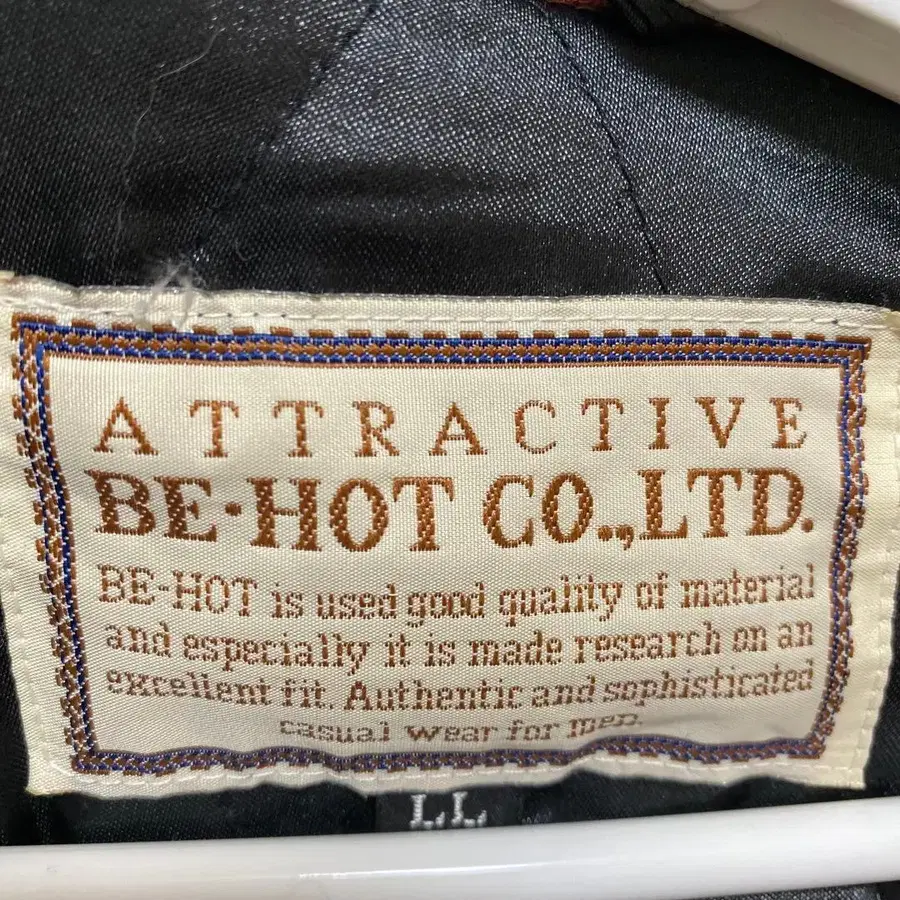 ATTRACTIVE
BE·HOT CO.,LTD.
BE-HOT is used good quality of material
and especially it is made research on an
excellent fit. Authentic and sophisticated
casual wear for men.
LL